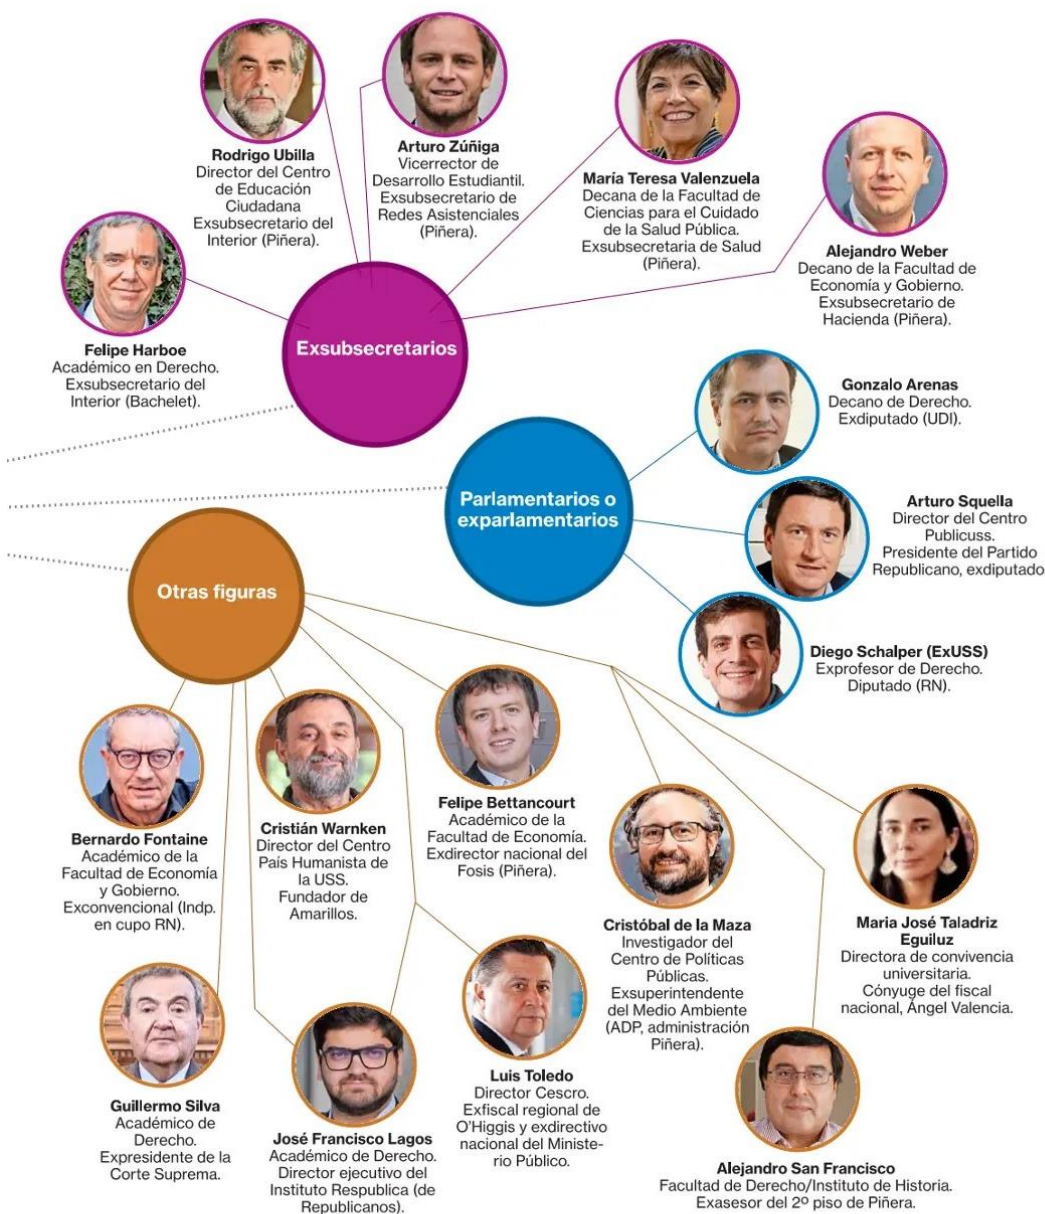 Rodrigo Ubilla
Director del Centro
de Educación
Ciudadana
Exsubsecretario del
Interior (Piñera).
Arturo Zúñiga
Vicerrector de
Desarrollo Estudiantil.
Exsubsecretario de
Redes Asistenciales
(Piñera).
María Teresa Valenzuela
Decana de la Facultad de
Ciencias para el Cuidado
de la Salud Pública.
Exsubsecretaria de Salud
(Piñera).
Alejandro Weber
Decano de la Facultad de
Economía y Gobierno.
Exsubsecretario de
Hacienda (Piñera).
Felipe Harboe
Académico en Derecho.
Exsubsecretario del
Interior (Bachelet).
Exsubsecretarios
Gonzalo Arenas
Decano de Derecho.
Exdiputado (UDI).
Parlamentarios o
exparlamentarios
Arturo Squella
Director del Centro
Publicuss.
Presidente del Partido
Republicano, exdiputado
Diego Schalper (ExUSS)
Exprofesor de Derecho.
Diputado (RN).
Otras figuras
Bernardo Fontaine
Académico de la
Facultad de Economía
y Gobierno.
Exconvencional (Indp.
en cupo RN).
Cristián Warnken
Director del Centro
País Humanista de
la USS.
Fundador de
Amarillos.
Felipe Bettancourt
Académico de la
Facultad de Economía.
Exdirector nacional del
Fosis (Piñera).
Cristóbal de la Maza
Investigador del
Centro de Políticas
Públicas.
Exsuperintendente
del Medio Ambiente
(ADP, administración
Piñera).
Maria José Taladriz
Eguiluz
Directora de convivencia
universitaria.
Cónyuge del fiscal
nacional, Ángel Valencia.
Guillermo Silva
Académico de
Derecho.
Expresidente de la
Corte Suprema.
José Francisco Lagos
Académico de Derecho.
Director ejecutivo del
Instituto Respublica (de
Republicanos).
Luis Toledo
Director Cescro.
Exfiscal regional de
O'Higgis y exdirectivo
nacional del Ministe-
rio Público.
Alejandro San Francisco
Facultad de Derecho/Instituto de Historia.
Exasesor del 2º piso de Piñera.